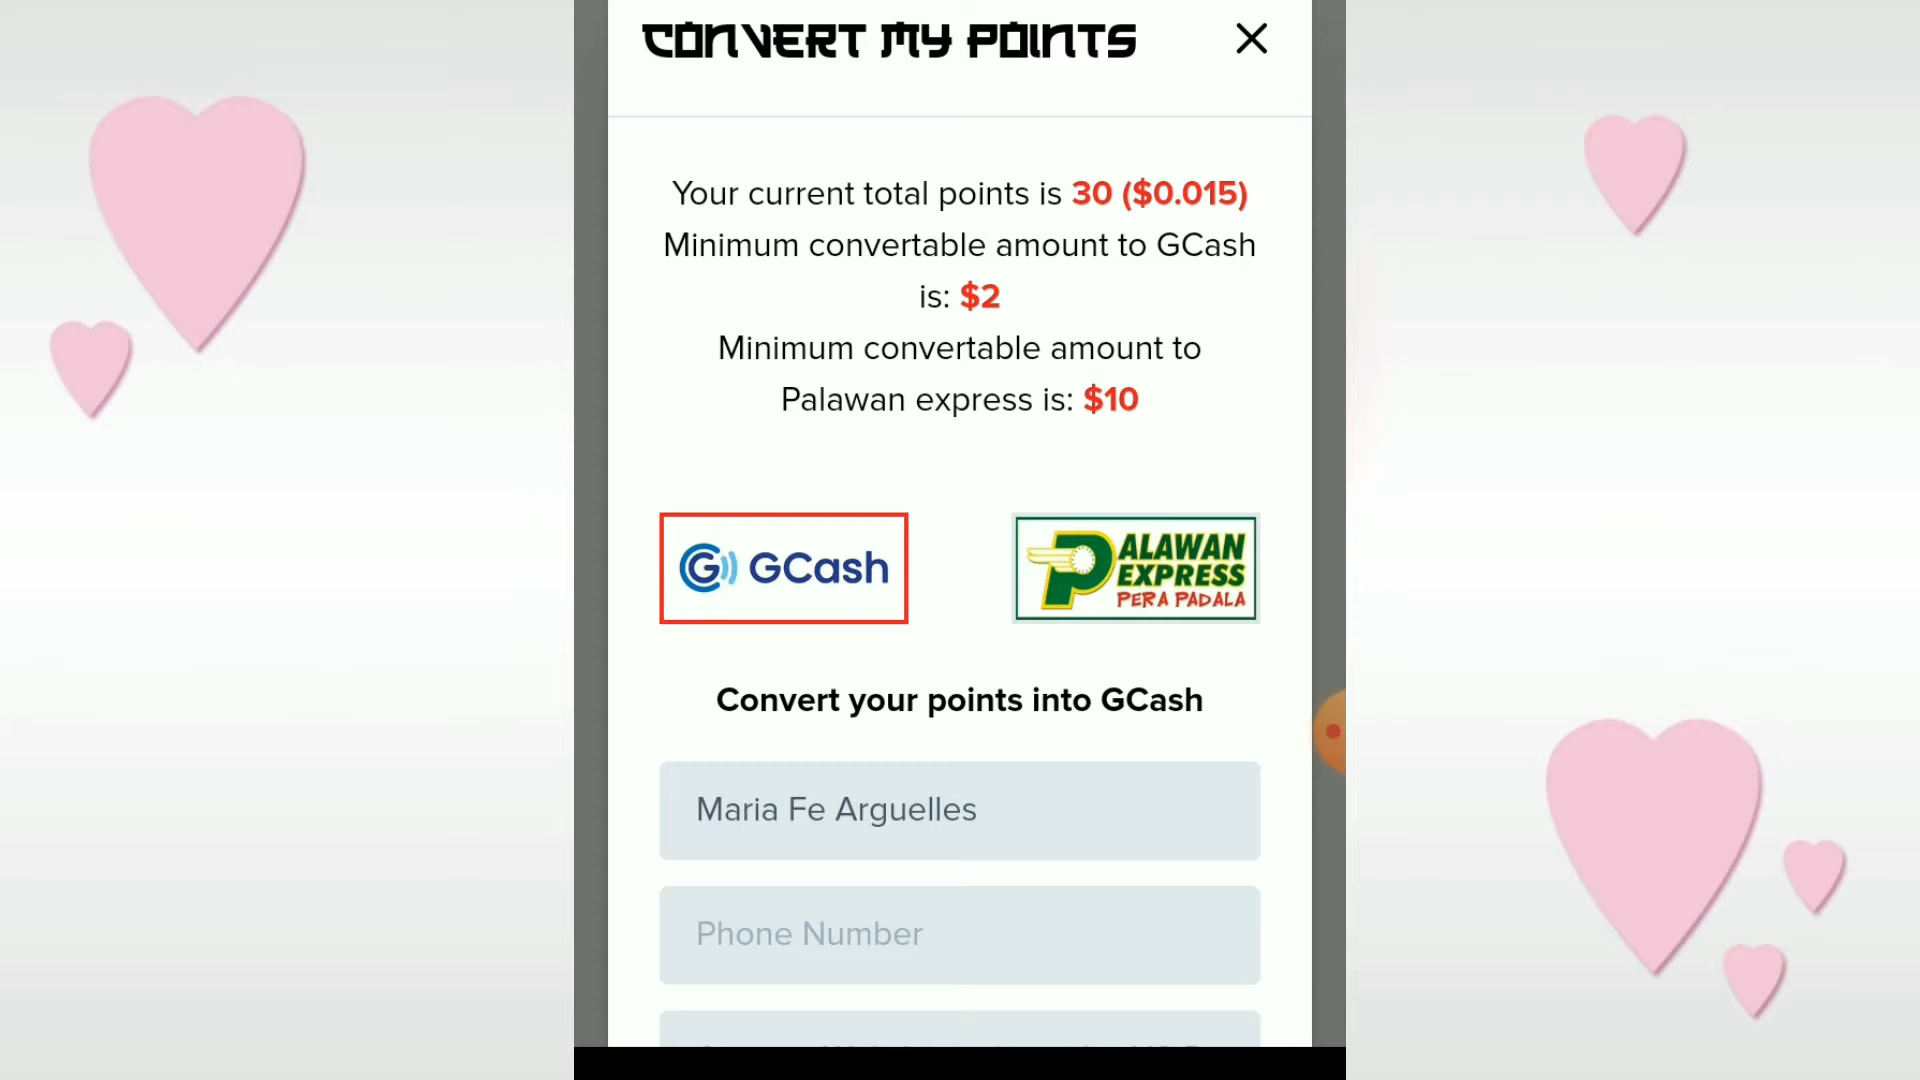 CONVERT MY POINTS
Your current total points is 30 ($0.015)
Minimum convertable amount to GCash
is: $2
Minimum convertable amount to
Palawan express is: $10
GCash
PALAWAN
EXPRESS
PERA PADALA
Convert your points into GCash
Maria Fe Arguelles
Phone Number